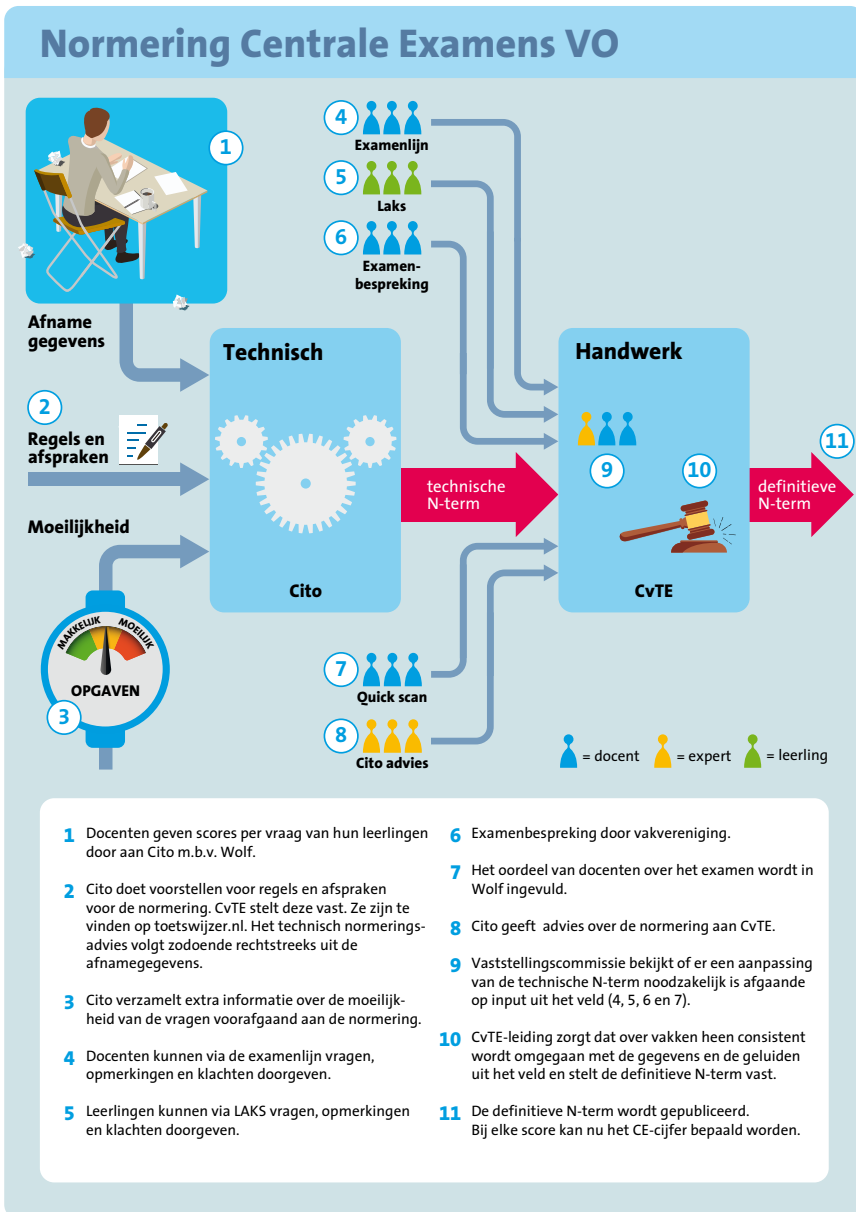 Normering Centrale Examens VO
1
Afname
gegevens
2
Regels en
afspraken
Moeilijkheid
MAKKELIJK MOEILIJK
OPGAVEN
3
Technisch
Cito
4
Examenlijn
5
Laks
6
Examen-
bespreking
technische
N-term
7
Quick scan
8
Cito advies
Handwerk
9
10
CvTE
11
definitieve
N-term
= docent
= expert
= leerling
1 Docenten geven scores per vraag van hun leerlingen
door aan Cito m.b.v. Wolf.
2 Cito doet voorstellen voor regels en afspraken
voor de normering. CvTE stelt deze vast. Ze zijn te
vinden op toetswijzer.nl. Het technisch normerings-
advies volgt zodoende rechtstreeks uit de
afnamegegevens.
3 Cito verzamelt extra informatie over de moeilijk-
heid van de vragen voorafgaand aan de normering.
4 Docenten kunnen via de examenlijn vragen,
opmerkingen en klachten doorgeven.
5 Leerlingen kunnen via LAKS vragen, opmerkingen
en klachten doorgeven.
6 Examenbespreking door vakvereniging.
7 Het oordeel van docenten over het examen wordt in
Wolf ingevuld.
8 Cito geeft advies over de normering aan CvTE.
9 Vaststellingscommissie bekijkt of er een aanpassing
van de technische N-term noodzakelijk is afgaande
op input uit het veld (4, 5, 6 en 7).
10 CvTE-leiding zorgt dat over vakken heen consistent
wordt omgegaan met de gegevens en de geluiden
uit het veld en stelt de definitieve N-term vast.
11 De definitieve N-term wordt gepubliceerd.
Bij elke score kan nu het CE-cijfer bepaald worden.